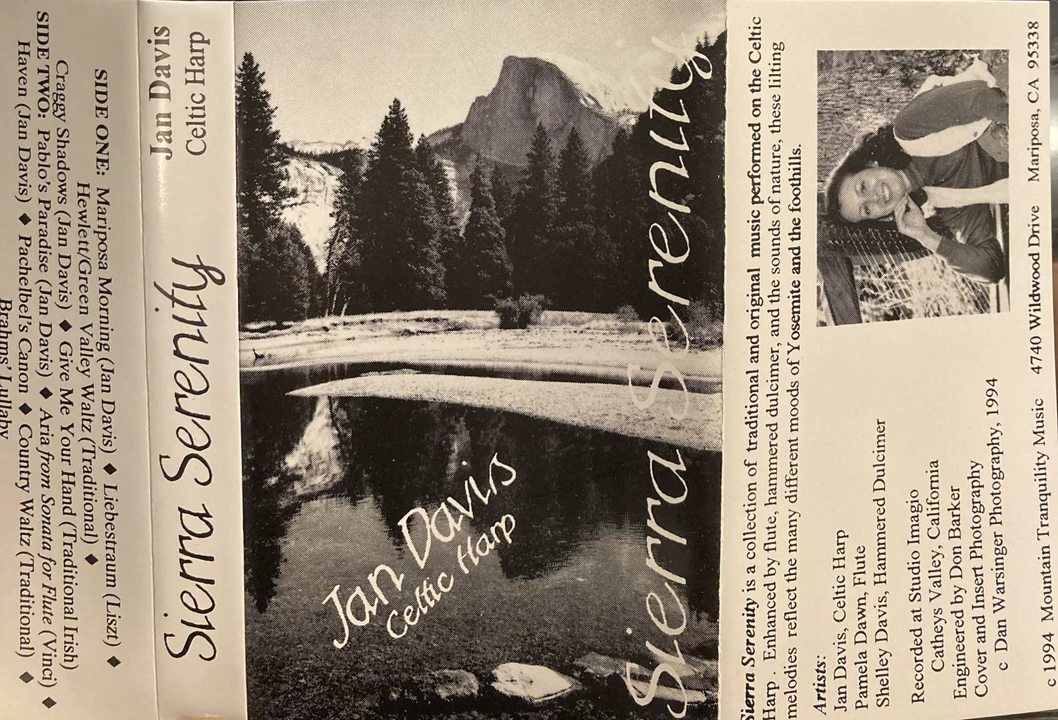 SIDE ONE: Mariposa Morning (Jan Davis) ♦ Liebestraum (Liszt) ♦
Hewlett/Green Valley Waltz (Traditional) ♦
Craggy Shadows (Jan Davis) ♦ Give Me Your Hand (Traditional Irish)
SIDE TWO: Pablo's Paradise (Jan Davis) ♦ Aria from Sonata for Flute (Vinci) ♦
Haven (Jan Davis) ♦ Pachelbel's Canon ♦ Country Waltz (Traditional) ♦
Brahms' Lullaby
Jan Davis
Celtic Harp
Sierra Serenity
Sierra Serenity
Jan Davis
Celtic Harp
Sierra Serenity is a collection of traditional and original music performed on the Celtic
Harp . Enhanced by flute, hammered dulcimer, and the sounds of nature, these lilting
melodies reflect the many different moods of Yosemite and the foothills.
Artists:
Jan Davis, Celtic Harp
Pamela Dawn, Flute
Shelley Davis, Hammered Dulcimer
Recorded at Studio Imago
Catheys Valley, California
Engineered by Don Barker
Cover and Insert Photography
c Dan Warsinger Photography, 1994
c 1994 Mountain Tranquility Music 4740 Wildwood Drive Mariposa, CA 95338